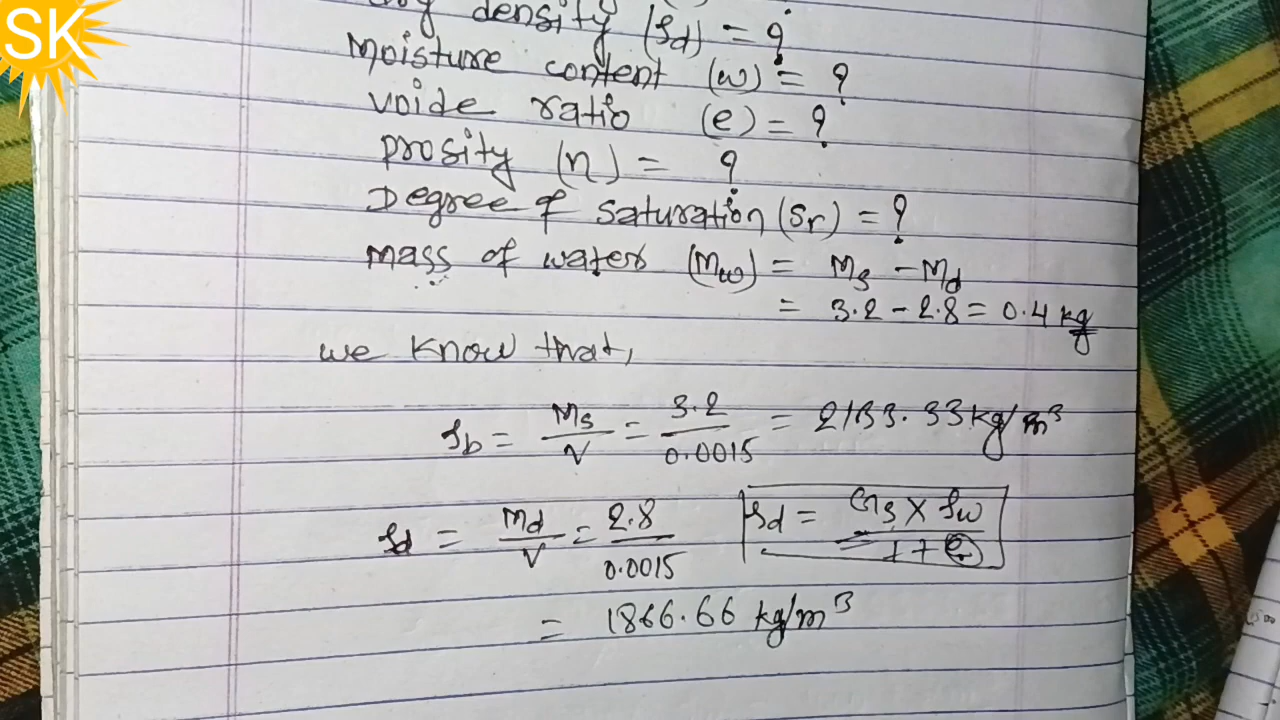 SK
density (ρd) = ?
Moisture content (w) = ?
voide ratio (e) = ?
prosity (n) = ?
Degree of saturation (Sr) = ?
mass of water (Mw) = Ms - Md
= 3.2 - 2.8 = 0.4 kg
we know that,
ρb = Ms/V = 3.2/0.0015 = 2133.33 kg/m³
ρd = Md/V = 2.8/0.0015 ρd = Gs × ρw/1+e
= 1866.66 kg/m³